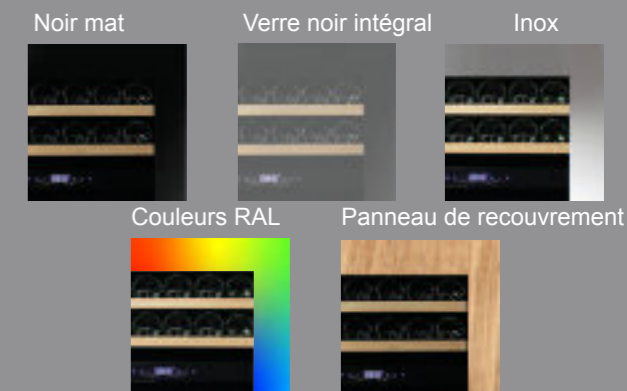 Noir mat
Verre noir intégral
Inox
Couleurs RAL
Panneau de recouvrement